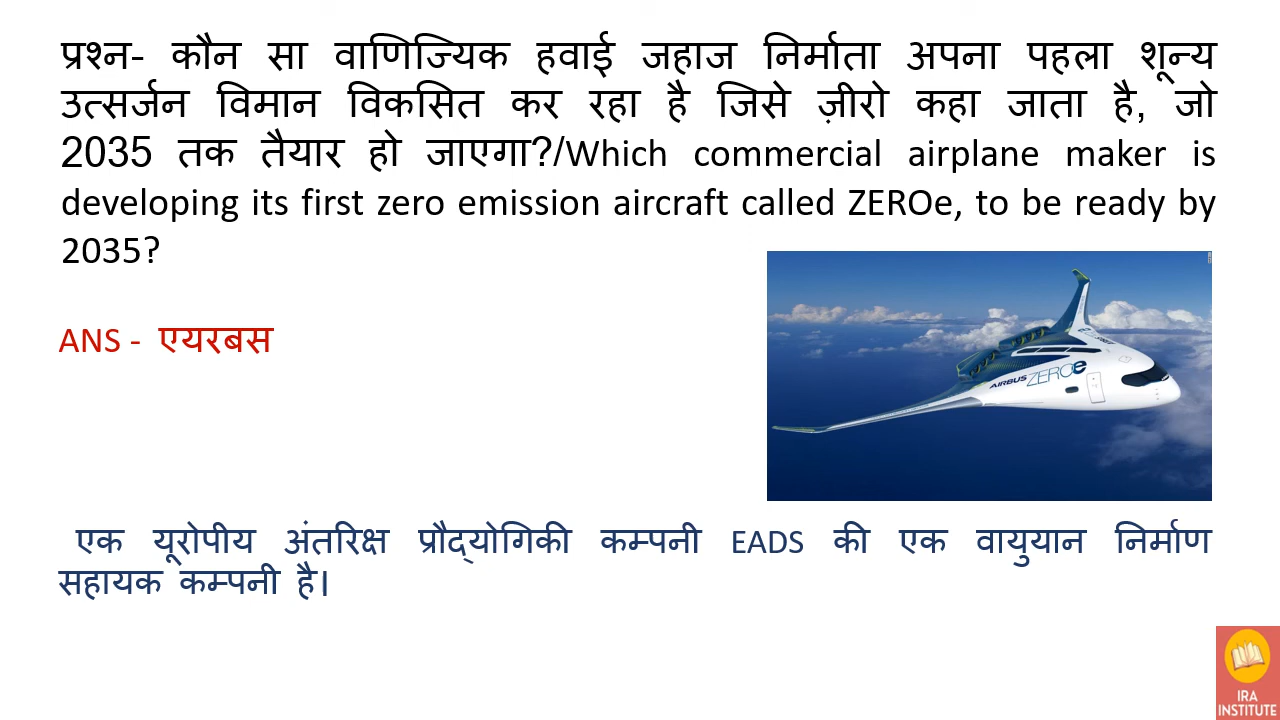 प्रश्न- कौन सा वाणिज्यिक हवाई जहाज निर्माता अपना पहला शून्य
उत्सर्जन विमान विकसित कर रहा है जिसे ज़ीरो कहा जाता है, जो
2035 तक तैयार हो जाएगा?/Which commercial airplane maker is
developing its first zero emission aircraft called ZEROe, to be ready by
2035?
ANS - एयरबस
AIRBUS ZEROe
एक यूरोपीय अंतरिक्ष प्रौद्योगिकी कम्पनी EADS की एक वायुयान निर्माण
सहायक कम्पनी है।
IRA
INSTITUTE